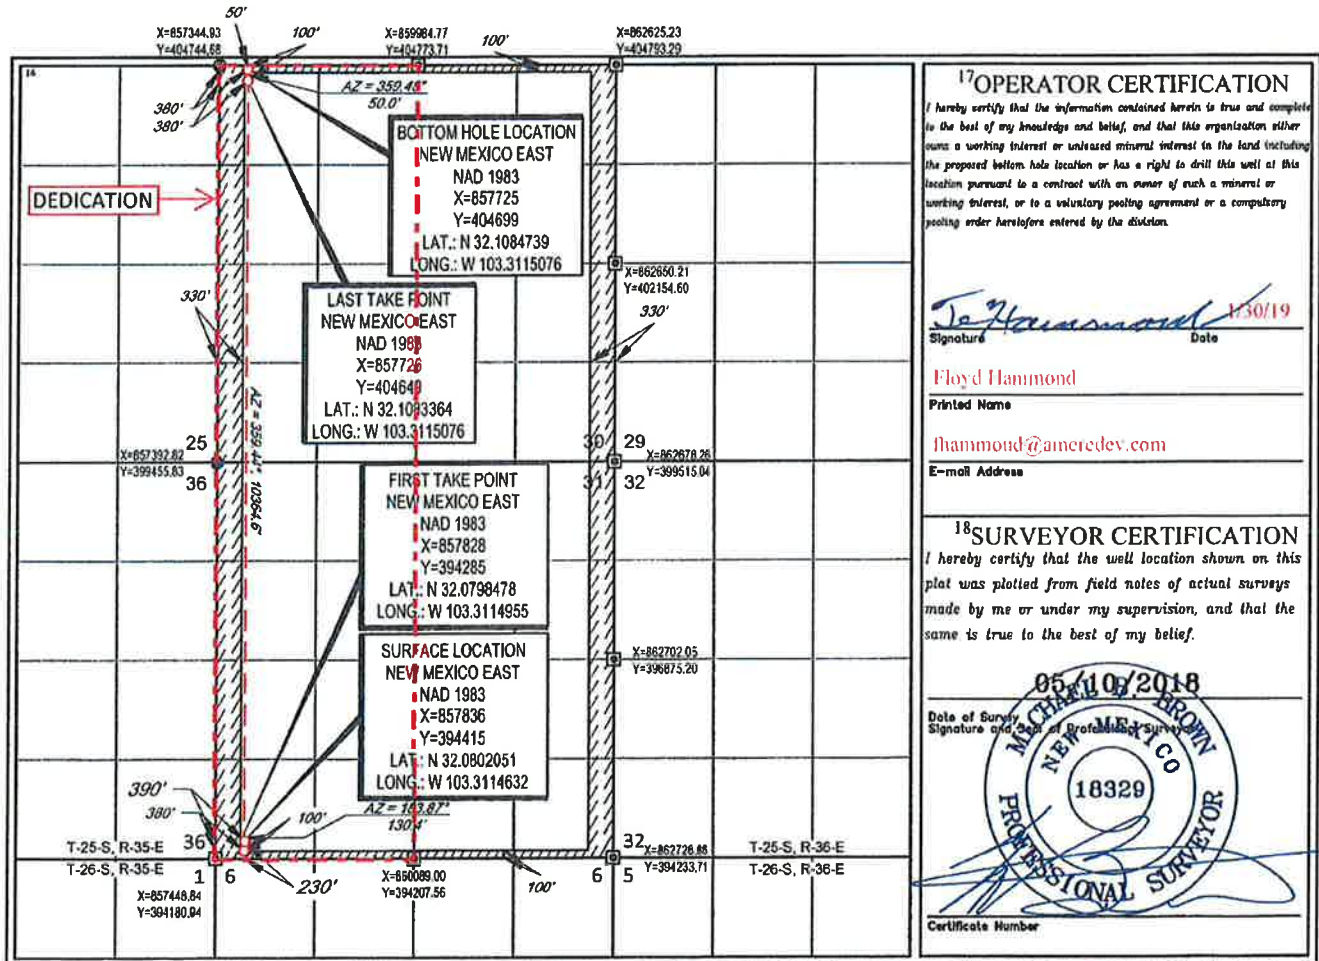 50'
X=857344.93
Y=404744.68
100'
X=859984.77
Y=404773.71
100'
X=862625.23
Y=404793.29
16
380'
380'
50.0'
BOTTOM HOLE LOCATION
NEW MEXICO EAST
NAD 1983
X=857725
Y=404699
LAT.: N 32.1084739
LONG.: W 103.3115076
DEDICATION
X=862650.21
Y=402154.60
330'
330'
LAST TAKE POINT
NEW MEXICO EAST
NAD 1983
X=857726
Y=404649
LAT.: N 32.1083364
LONG.: W 103.3115076
AZ = 359.44°, 10364.6'
25
36
X=857392.82
Y=399455.83
30
31
29
32
X=862678.26
Y=399515.04
FIRST TAKE POINT
NEW MEXICO EAST
NAD 1983
X=857828
Y=394285
LAT.: N 32.0798478
LONG.: W 103.3114955
SURFACE LOCATION
NEW MEXICO EAST
NAD 1983
X=857836
Y=394415
LAT.: N 32.0802051
LONG.: W 103.3114632
X=862702.05
Y=396875.20
390'
380'
100'
AZ = 183.87°
130.4'
T-25-S, R-35-E
T-26-S, R-35-E
36
1
6
230'
X=857448.84
Y=394180.94
X=860089.00
Y=394207.56
100'
6
5
32
X=862726.88
Y=394233.71
T-25-S, R-36-E
T-26-S, R-36-E
17OPERATOR CERTIFICATION
I hereby certify that the information contained herein is true and complete
to the best of my knowledge and belief, and that this organization either
owns a working interest or unleased mineral interest in the land including
the proposed bottom hole location or has a right to drill this well at this
location pursuant to a contract with an owner of such a mineral or
working interest, or to a voluntary pooling agreement or a compulsory
pooling order heretofore entered by the division.
1/30/19
Signature
Date
Floyd Hammond
Printed Name
fhammoud@ameredev.com
E-mail Address
18SURVEYOR CERTIFICATION
I hereby certify that the well location shown on this
plat was plotted from field notes of actual surveys
made by me or under my supervision, and that the
same is true to the best of my belief.
05/10/2018
Date of Survey
Signature and Seal of Professional Surveyor
MICHAEL B. BROWN
NEW MEXICO
18329
PROFESSIONAL SURVEYOR
Certificate Number